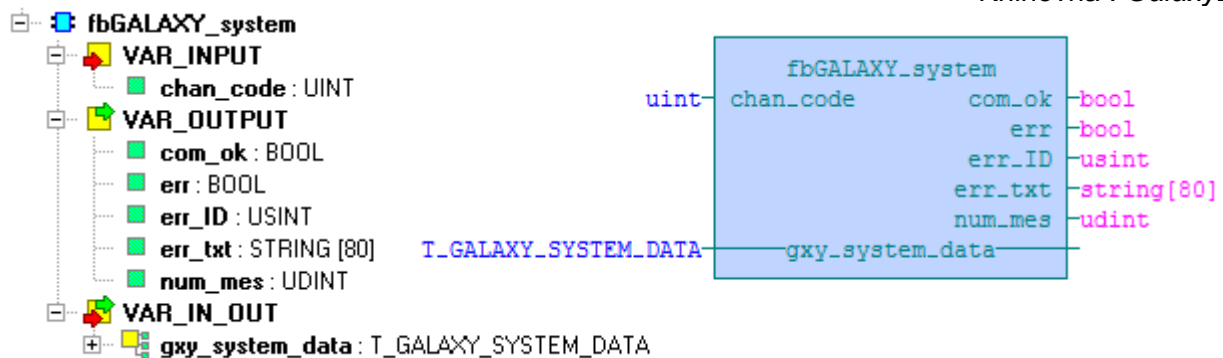 fbGALAXY_system
VAR_INPUT
chan_code : UINT
VAR_OUTPUT
com_ok : BOOL
err : BOOL
err_ID : USINT
err_txt : STRING [80]
num_mes : UDINT
VAR_IN_OUT
gxy_system_data : T_GALAXY_SYSTEM_DATA
fbGALAXY_system
uint chan_code com_ok bool
err bool
err_ID usint
err_txt string[80]
num_mes udint
T_GALAXY_SYSTEM_DATA gxy_system_data